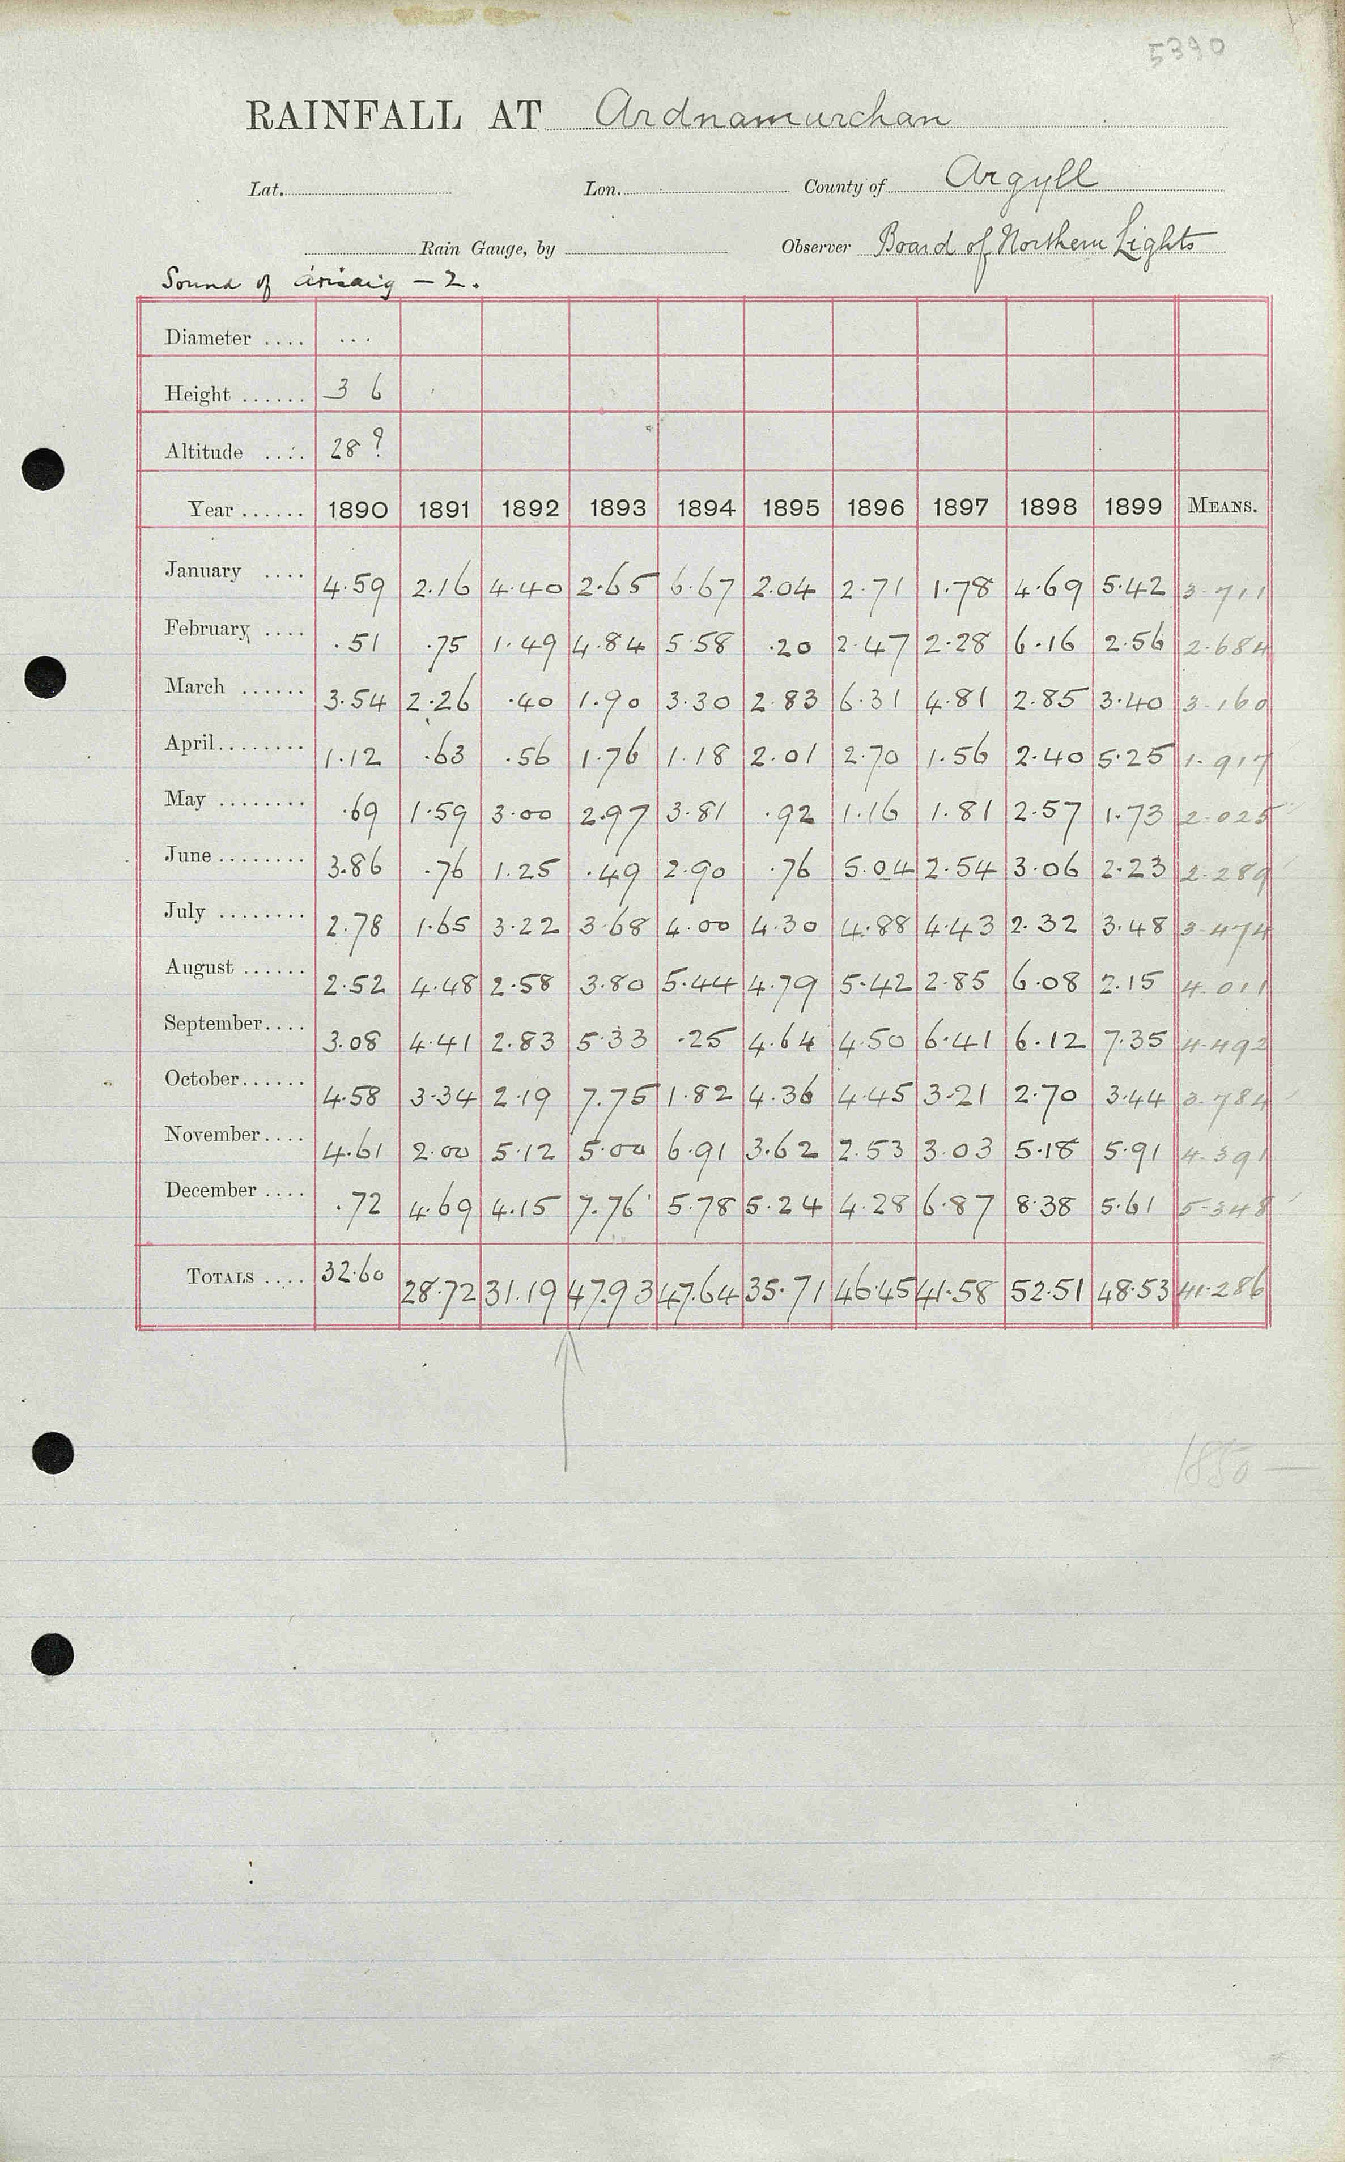 5390
RAINFALL AT Ardnamurchan
Lat. Lon. County of Argyll
Rain Gauge, by Observer Board of Northern Lights
Sound of Arisaig - 2.
Diameter .... ...
Height ...... 3 6
Altitude .... 28 ?
Year ...... 1890 1891 1892 1893 1894 1895 1896 1897 1898 1899 MEANS.
January .... 4.59 2.16 4.40 2.65 6.67 2.04 2.71 1.78 4.69 5.42 3.711
February .... .51 .75 1.49 4.84 5.58 .20 2.47 2.28 6.16 2.56 2.684
March ...... 3.54 2.26 .40 1.90 3.30 2.83 6.31 4.81 2.85 3.40 3.160
April ........ 1.12 .63 .56 1.76 1.18 2.01 2.70 1.56 2.40 5.25 1.917
May ........ .69 1.59 3.00 2.97 3.81 .92 1.16 1.81 2.57 1.73 2.025
June ........ 3.86 .76 1.25 .49 2.90 .76 5.04 2.54 3.06 2.23 2.289
July ........ 2.78 1.65 3.22 3.68 4.00 4.30 4.88 4.43 2.32 3.48 3.474
August ...... 2.52 4.48 2.58 3.80 5.44 4.79 5.42 2.85 6.08 2.15 4.011
September.... 3.08 4.41 2.83 5.33 .25 4.64 4.50 6.41 6.12 7.35 4.492
October...... 4.58 3.34 2.19 7.75 1.82 4.36 4.45 3.21 2.70 3.44 3.784
November.... 4.61 2.00 5.12 5.00 6.91 3.62 2.53 3.03 5.18 5.91 4.391
December .... .72 4.69 4.15 7.76 5.78 5.24 4.28 6.87 8.38 5.61 5.348
TOTALS .... 32.60 28.72 31.19 47.93 47.64 35.71 46.45 41.58 52.51 48.53 41.286
1850 —